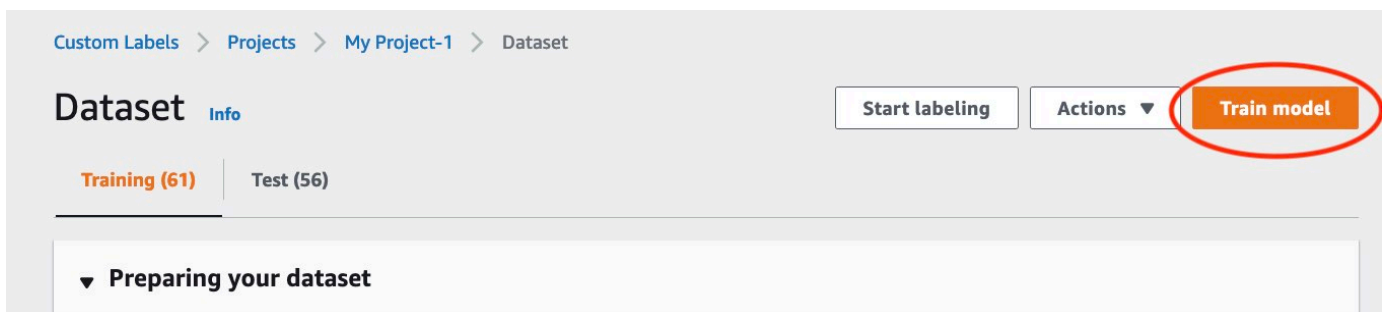 Custom Labels > Projects > My Project-1 > Dataset
Dataset Info
Start labeling Actions ▼ Train model
Training (61) Test (56)
▼ Preparing your dataset